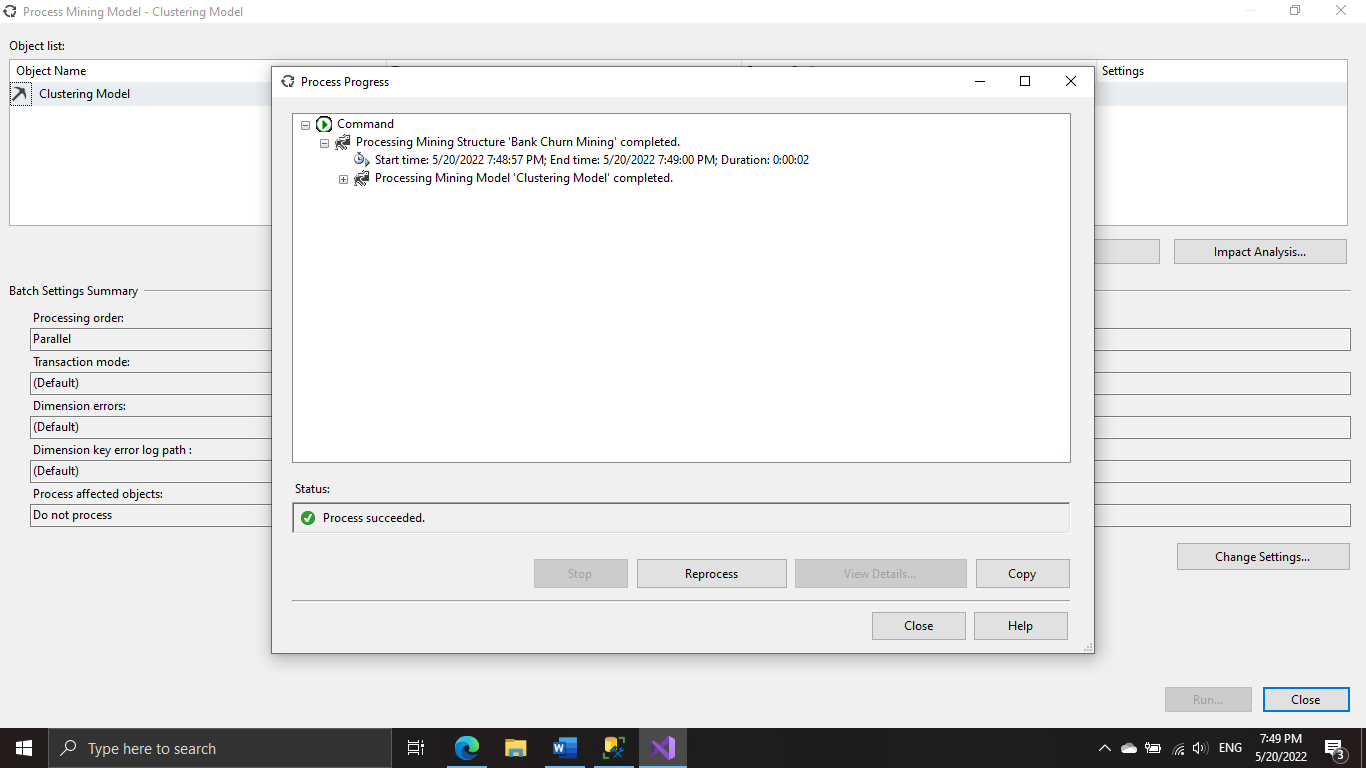 Process Mining Model - Clustering Model
Object list:
Object Name
Settings
Clustering Model
Process Progress
Command
Processing Mining Structure 'Bank Churn Mining' completed.
Start time: 5/20/2022 7:48:57 PM; End time: 5/20/2022 7:49:00 PM; Duration: 0:00:02
Processing Mining Model 'Clustering Model' completed.
Status:
Process succeeded.
Stop
Reprocess
View Details...
Copy
Close
Help
Impact Analysis...
Batch Settings Summary
Processing order:
Parallel
Transaction mode:
(Default)
Dimension errors:
(Default)
Dimension key error log path :
(Default)
Process affected objects:
Do not process
Change Settings...
Run...
Close
Type here to search
ENG
7:49 PM
5/20/2022
3